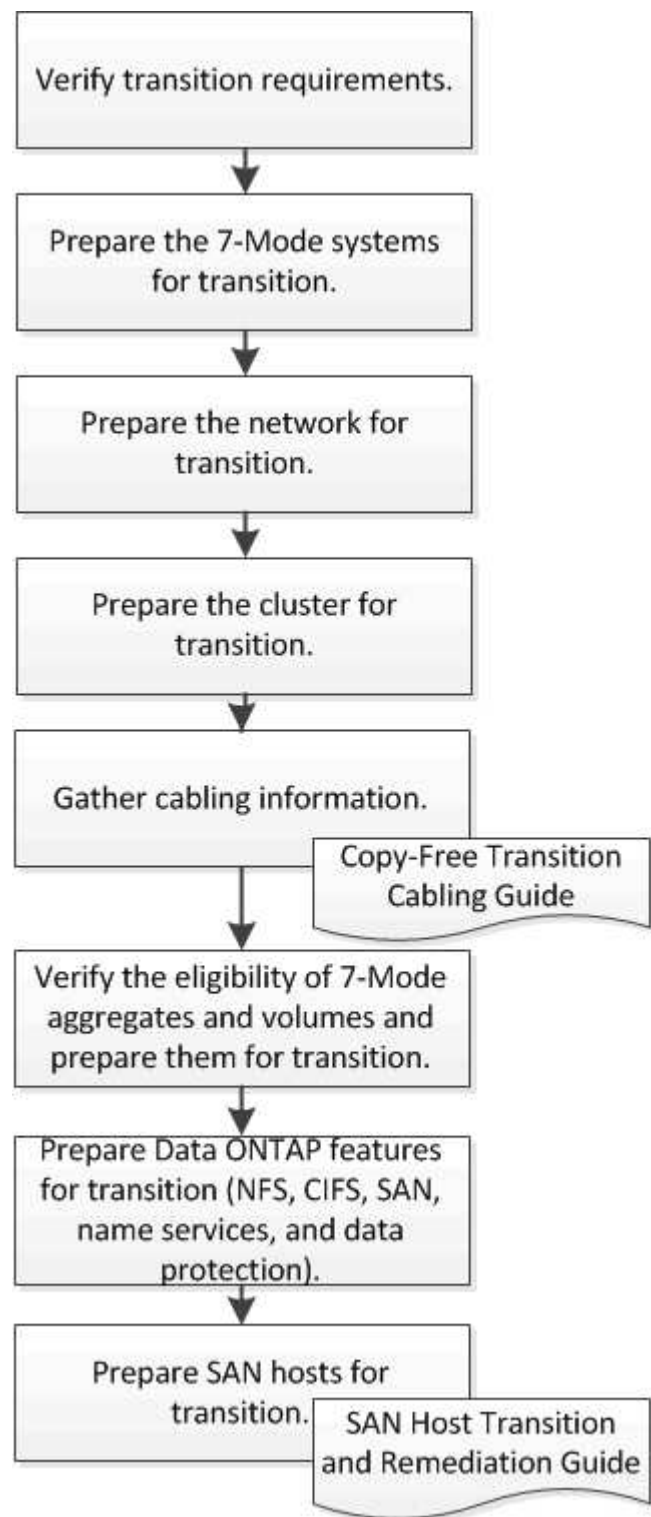 Verify transition requirements.
Prepare the 7-Mode systems
for transition.
Prepare the network for
transition.
Prepare the cluster for
transition.
Gather cabling information.
Copy-Free Transition
Cabling Guide
Verify the eligibility of 7-Mode
aggregates and volumes and
prepare them for transition.
Prepare Data ONTAP features
for transition (NFS, CIFS, SAN,
name services, and data
protection).
Prepare SAN hosts for
transition.
SAN Host Transition
and Remediation Guide